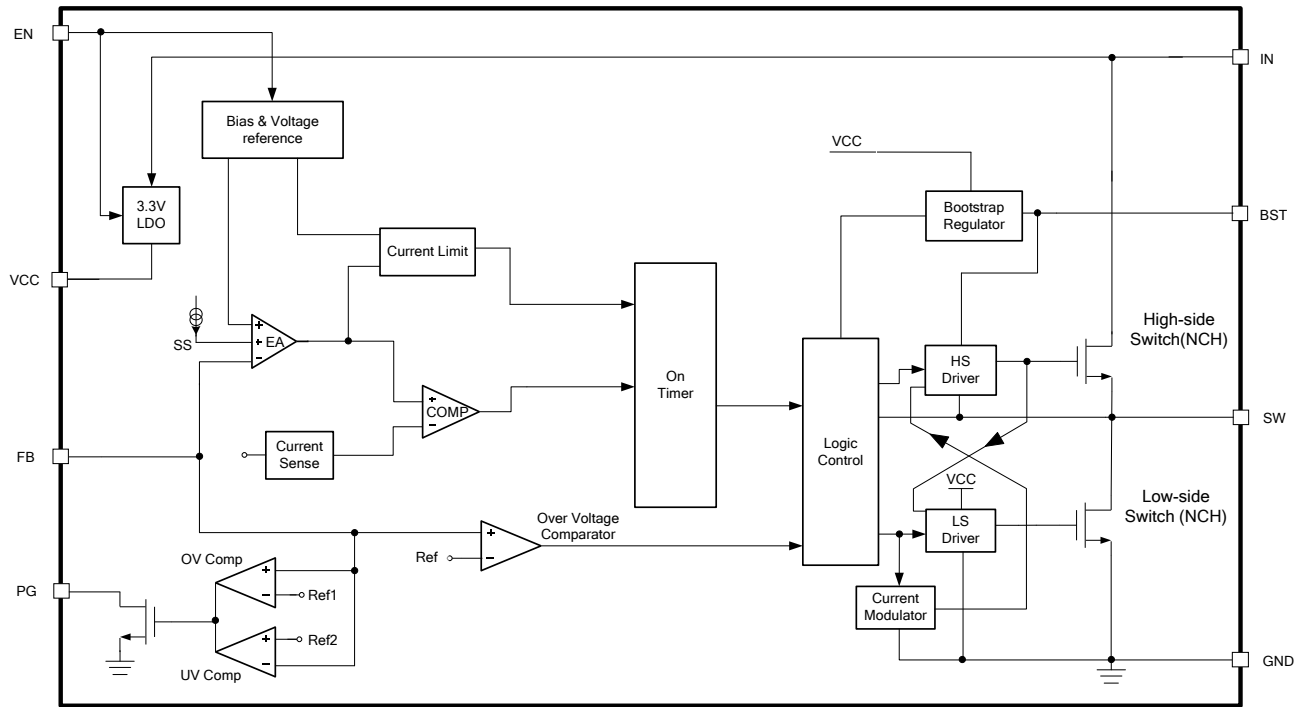 EN
IN
Bias & Voltage
reference
VCC
3.3V
LDO
Bootstrap
Regulator
BST
Current Limit
VCC
SS
+
+
−
EA
High-side
Switch(NCH)
On
Timer
HS
Driver
+
−
COMP
SW
Logic
Control
Current
Sense
FB
VCC
Low-side
Switch (NCH)
LS
Driver
Over Voltage
Comparator
+
−
Ref
OV Comp
+
−
Ref1
PG
Current
Modulator
+
−
Ref2
UV Comp
GND